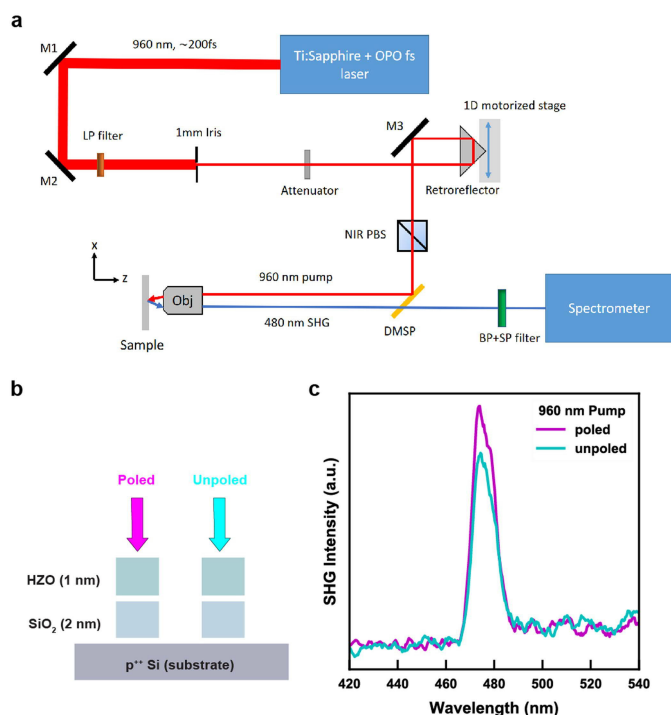 a
M1
960 nm, ~200fs
Ti:Sapphire + OPO fs
laser
1D motorized stage
M3
LP filter
1mm Iris
M2
Attenuator
Retroreflector
NIR PBS
X
Z
960 nm pump
Obj
Spectrometer
480 nm SHG
DMSP
BP+SP filter
Sample
b
Poled
Unpoled
HZO (1 nm)
SiO₂ (2 nm)
p⁺⁺ Si (substrate)
c
960 nm Pump
poled
unpoled
SHG Intensity (a.u.)
420 440 460 480 500 520 540
Wavelength (nm)